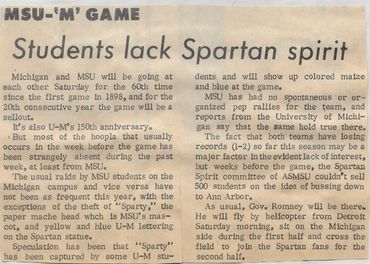 MSU-'M' GAME
Students lack Spartan spirit
Michigan and MSU will be going at
each other Saturday for the 60th time
since the first game in 1898, and for the
20th consecutive year the game will be a
sellout.
It's also U-M's 150th anniversary.
But most of the hoopla that usually
occurs in the week before the game has
been strangely absent during the past
week, at least from MSU.
The usual raids by MSU students on the
Michigan campus and vice versa have
not been as frequent this year, with the
exceptions of the theft of "Sparty," the
paper mache head whch is MSU's mas-
cot, and yellow and blue U-M lettering
on the Spartan statue.
Speculation has been that "Sparty"
has been captured by some U-M stu-
dents and will show up colored maize
and blue at the game.
MSU has had no spontaneous or or-
ganized pep rallies for the team, and
reports from the University of Michi-
gan say that the same hold true there.
The fact that both teams have losing
records (1-2) so far this season may be a
major factor in the evident lack of interest,
but weeks before the game, the Spartan
Spirit committee of ASMSU couldn't sell
500 students on the idea of bussing down
to Ann Arbor.
As usual, Gov. Romney will be there.
He will fly by helicopter from Detroit
Saturday morning, sit on the Michigan
side during the first half and cross the
field to join the Spartan fans for the
second half.